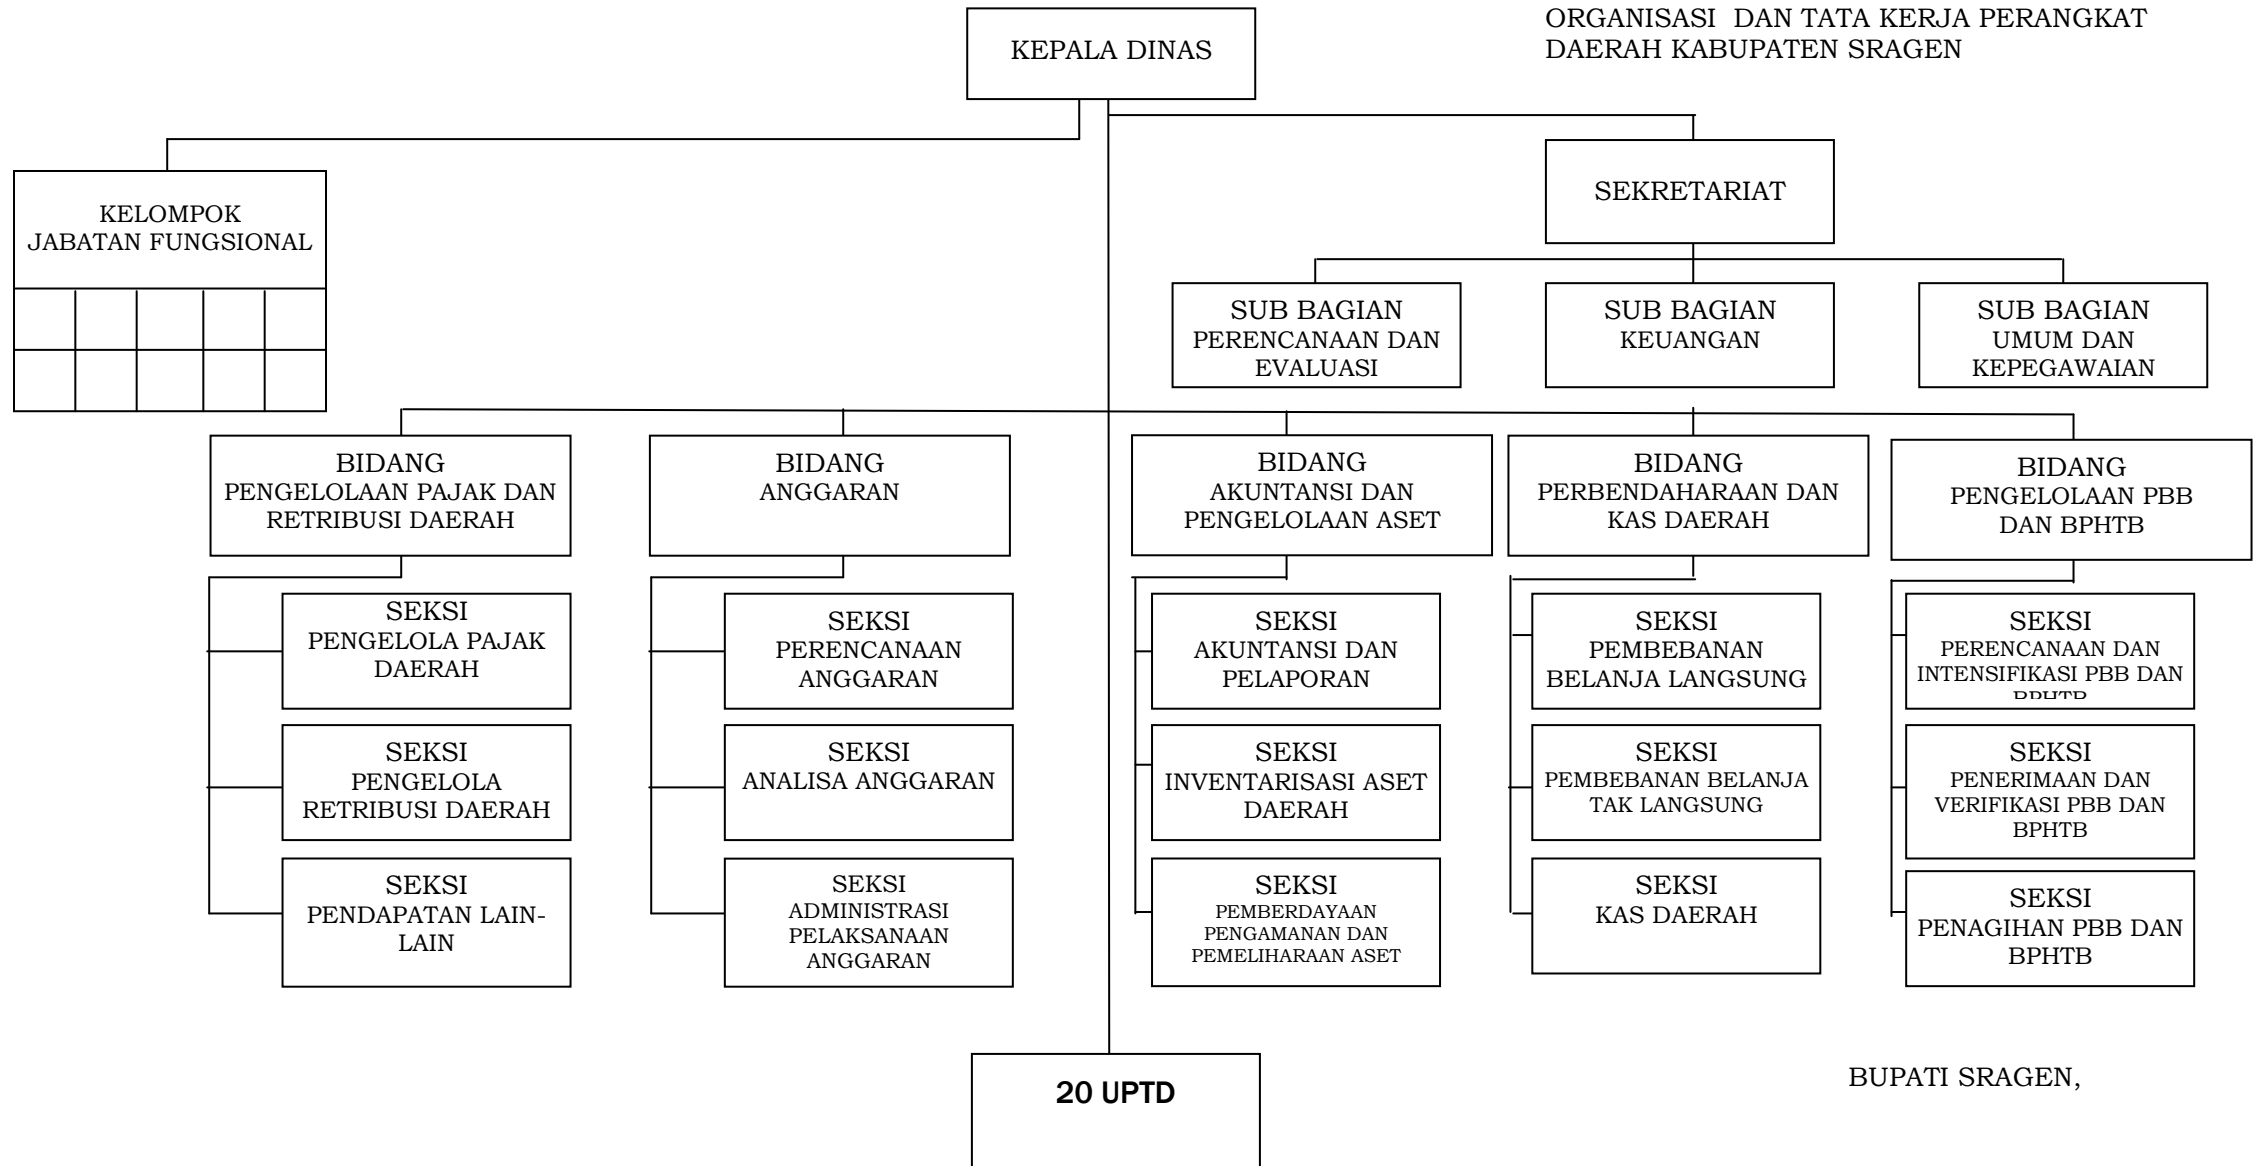 ORGANISASI DAN TATA KERJA PERANGKAT
DAERAH KABUPATEN SRAGEN
KEPALA DINAS
SEKRETARIAT
KELOMPOK
JABATAN FUNGSIONAL
SUB BAGIAN
PERENCANAAN DAN
EVALUASI
SUB BAGIAN
KEUANGAN
SUB BAGIAN
UMUM DAN
KEPEGAWAIAN
BIDANG
PENGELOLAAN PAJAK DAN
RETRIBUSI DAERAH
BIDANG
ANGGARAN
BIDANG
AKUNTANSI DAN
PENGELOLAAN ASET
BIDANG
PERBENDAHARAAN DAN
KAS DAERAH
BIDANG
PENGELOLAAN PBB
DAN BPHTB
SEKSI
PENGELOLA PAJAK
DAERAH
SEKSI
PERENCANAAN
ANGGARAN
SEKSI
AKUNTANSI DAN
PELAPORAN
SEKSI
PEMBEBANAN
BELANJA LANGSUNG
SEKSI
PERENCANAAN DAN
INTENSIFIKASI PBB DAN
BPHTB
SEKSI
PENGELOLA
RETRIBUSI DAERAH
SEKSI
ANALISA ANGGARAN
SEKSI
INVENTARISASI ASET
DAERAH
SEKSI
PEMBEBANAN BELANJA
TAK LANGSUNG
SEKSI
PENERIMAAN DAN
VERIFIKASI PBB DAN
BPHTB
SEKSI
PENDAPATAN LAIN-
LAIN
SEKSI
ADMINISTRASI
PELAKSANAAN
ANGGARAN
SEKSI
PEMBERDAYAAN
PENGAMANAN DAN
PEMELIHARAAN ASET
SEKSI
KAS DAERAH
SEKSI
PENAGIHAN PBB DAN
BPHTB
20 UPTD
BUPATI SRAGEN,